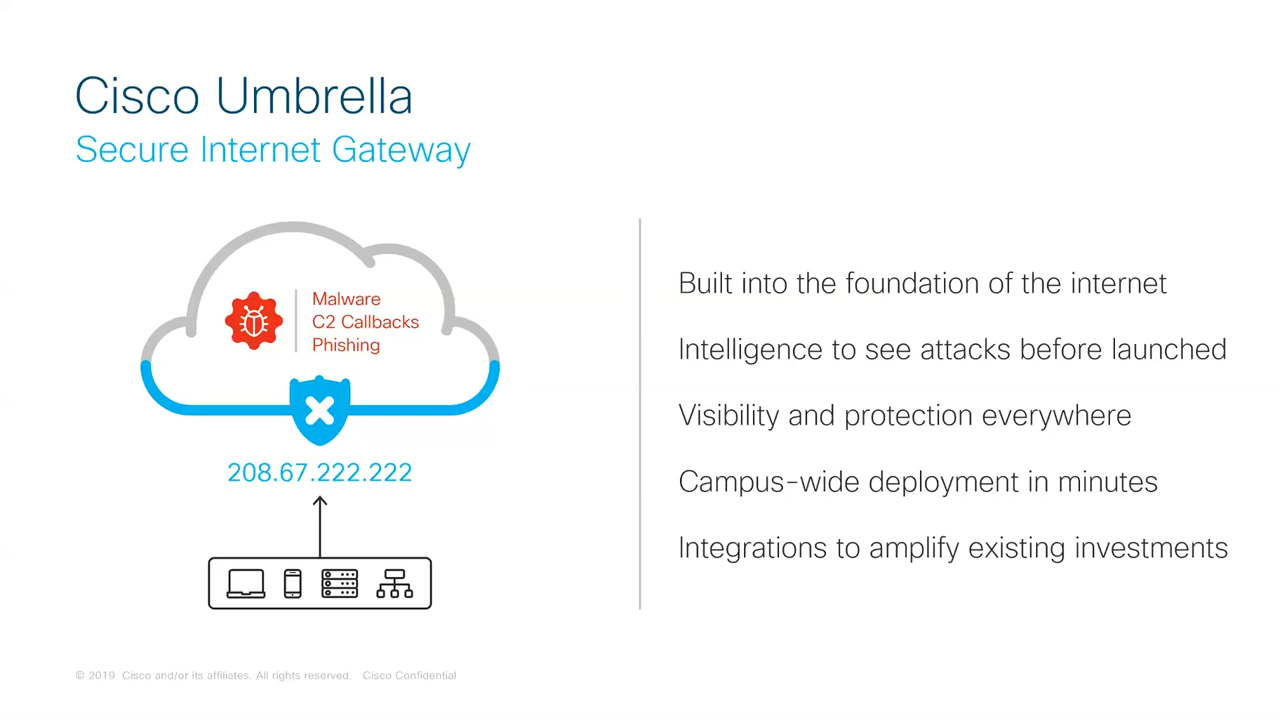 Cisco Umbrella
Secure Internet Gateway
Malware
C2 Callbacks
Phishing
208.67.222.222
Built into the foundation of the internet
Intelligence to see attacks before launched
Visibility and protection everywhere
Campus-wide deployment in minutes
Integrations to amplify existing investments
© 2019 Cisco and/or its affiliates. All rights reserved. Cisco Confidential